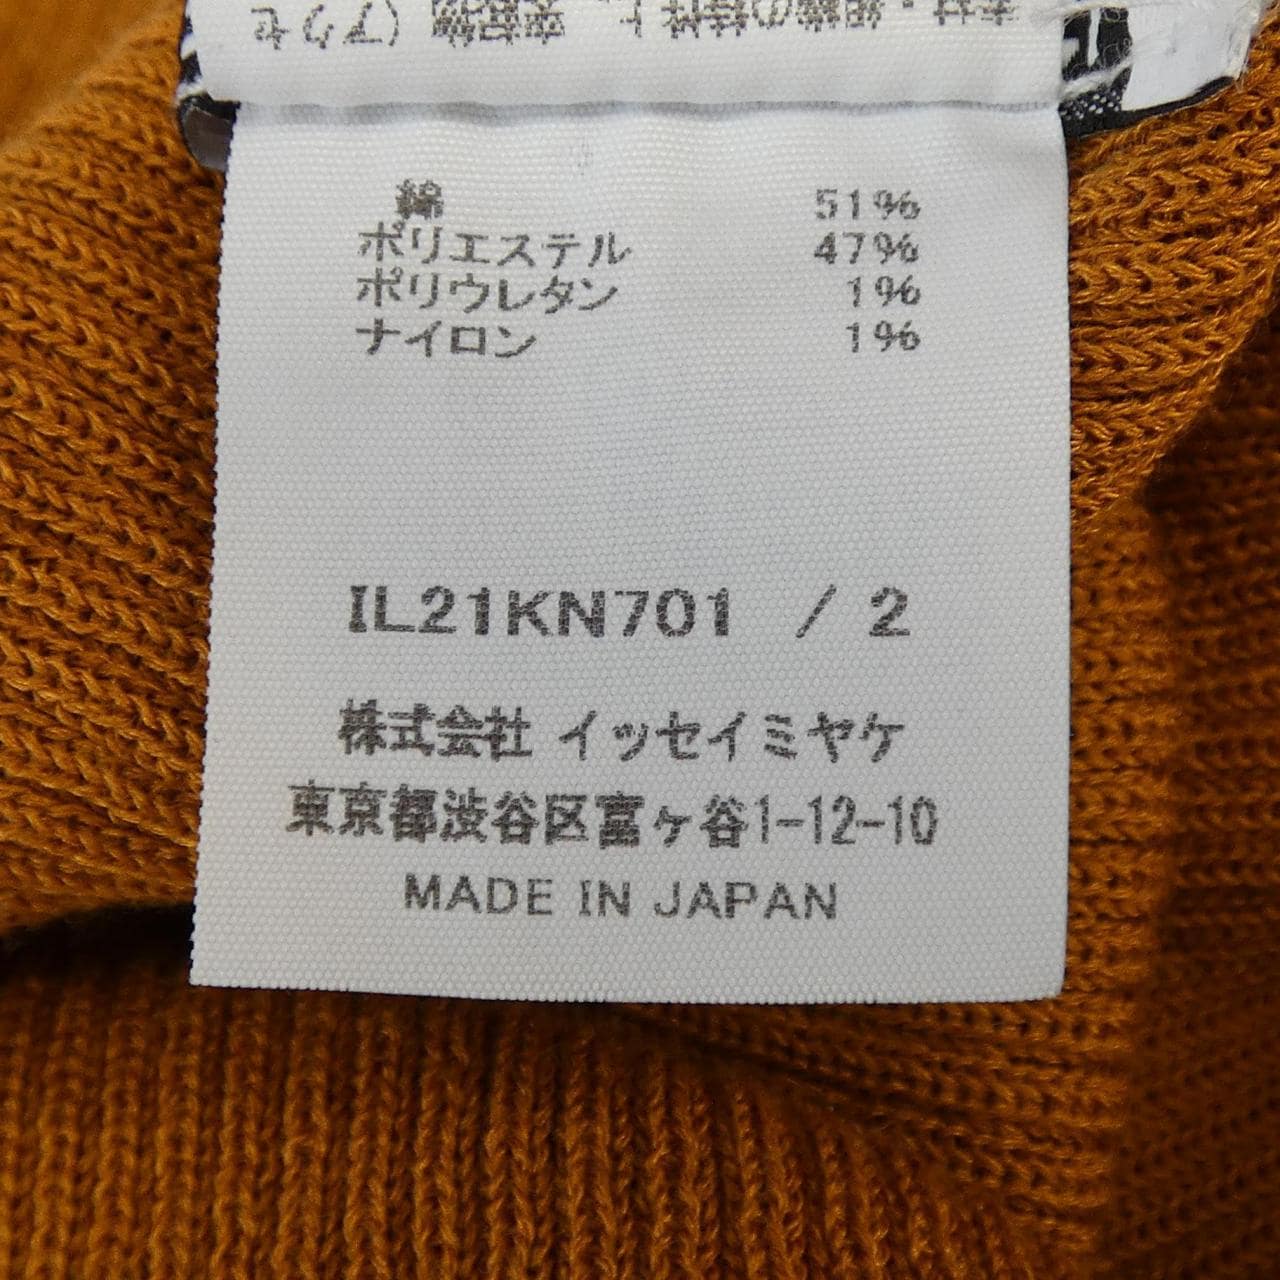 綿 51%
ポリエステル 47%
ポリウレタン 1%
ナイロン 1%
IL21KN701 / 2
株式会社 イッセイミヤケ
東京都渋谷区富ヶ谷1-12-10
MADE IN JAPAN